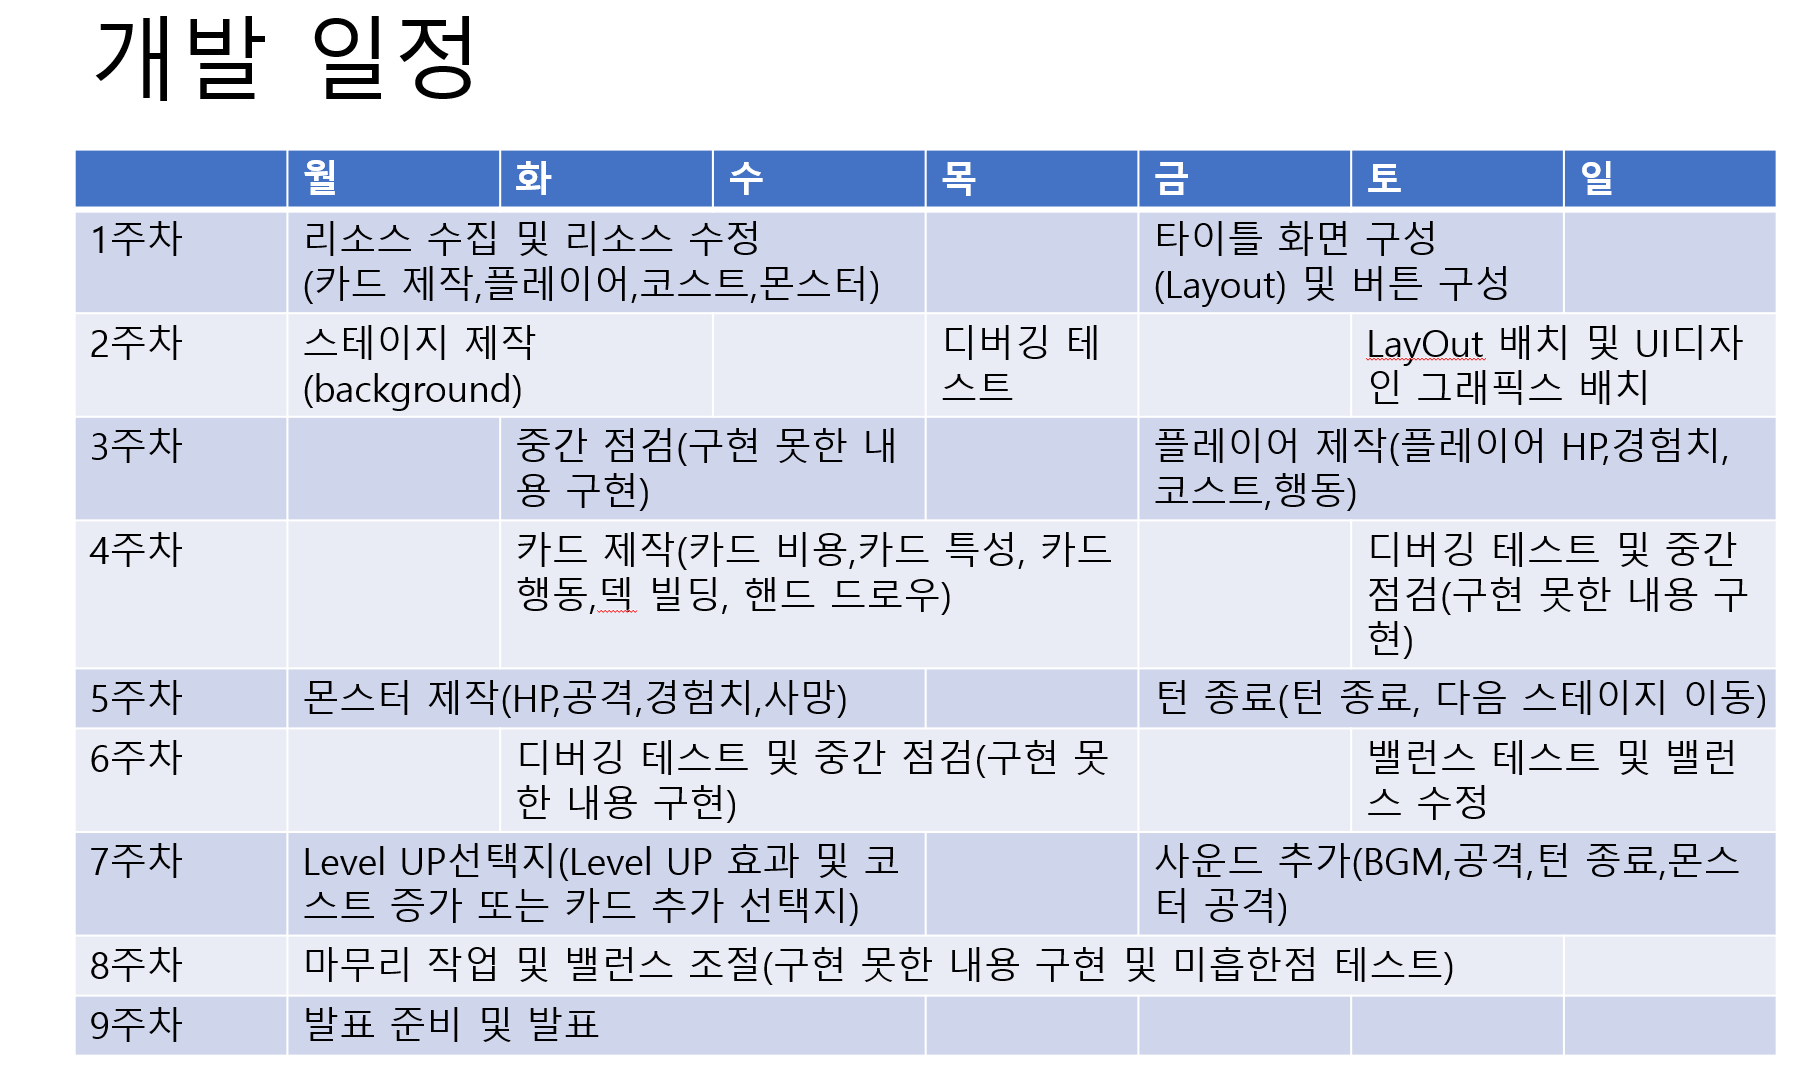 개발 일정
월 화 수 목 금 토 일
1주차
리소스 수집 및 리소스 수정
(카드 제작,플레이어,코스트,몬스터)
타이틀 화면 구성
(Layout) 및 버튼 구성
2주차
스테이지 제작
(background)
디버깅 테
스트
LayOut 배치 및 UI디자
인 그래픽스 배치
3주차
중간 점검(구현 못한 내
용 구현)
플레이어 제작(플레이어 HP,경험치,
코스트,행동)
4주차
카드 제작(카드 비용,카드 특성, 카드
행동,덱 빌딩, 핸드 드로우)
디버깅 테스트 및 중간
점검(구현 못한 내용 구
현)
5주차
몬스터 제작(HP,공격,경험치,사망)
턴 종료(턴 종료, 다음 스테이지 이동)
6주차
디버깅 테스트 및 중간 점검(구현 못
한 내용 구현)
밸런스 테스트 및 밸런
스 수정
7주차
Level UP선택지(Level UP 효과 및 코
스트 증가 또는 카드 추가 선택지)
사운드 추가(BGM,공격,턴 종료,몬스
터 공격)
8주차
마무리 작업 및 밸런스 조절(구현 못한 내용 구현 및 미흡한점 테스트)
9주차
발표 준비 및 발표